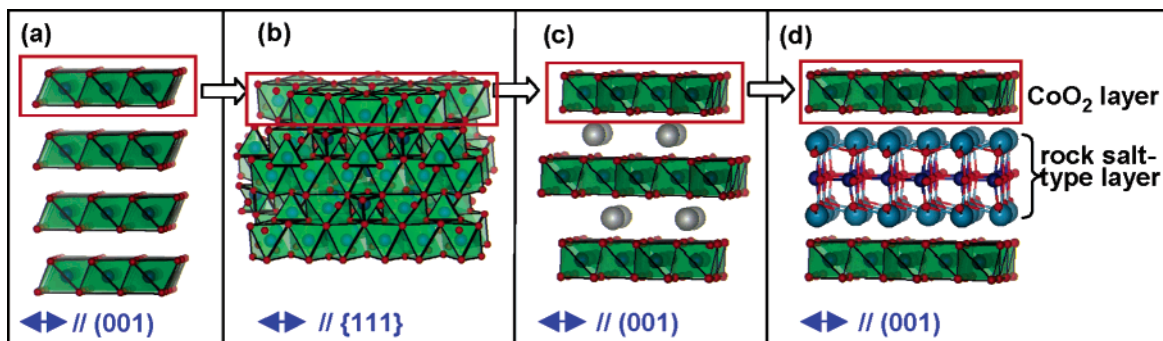 (a)
(b)
(c)
(d)
CoO₂ layer
rock salt-
type layer
// (001)
// {111}
// (001)
// (001)